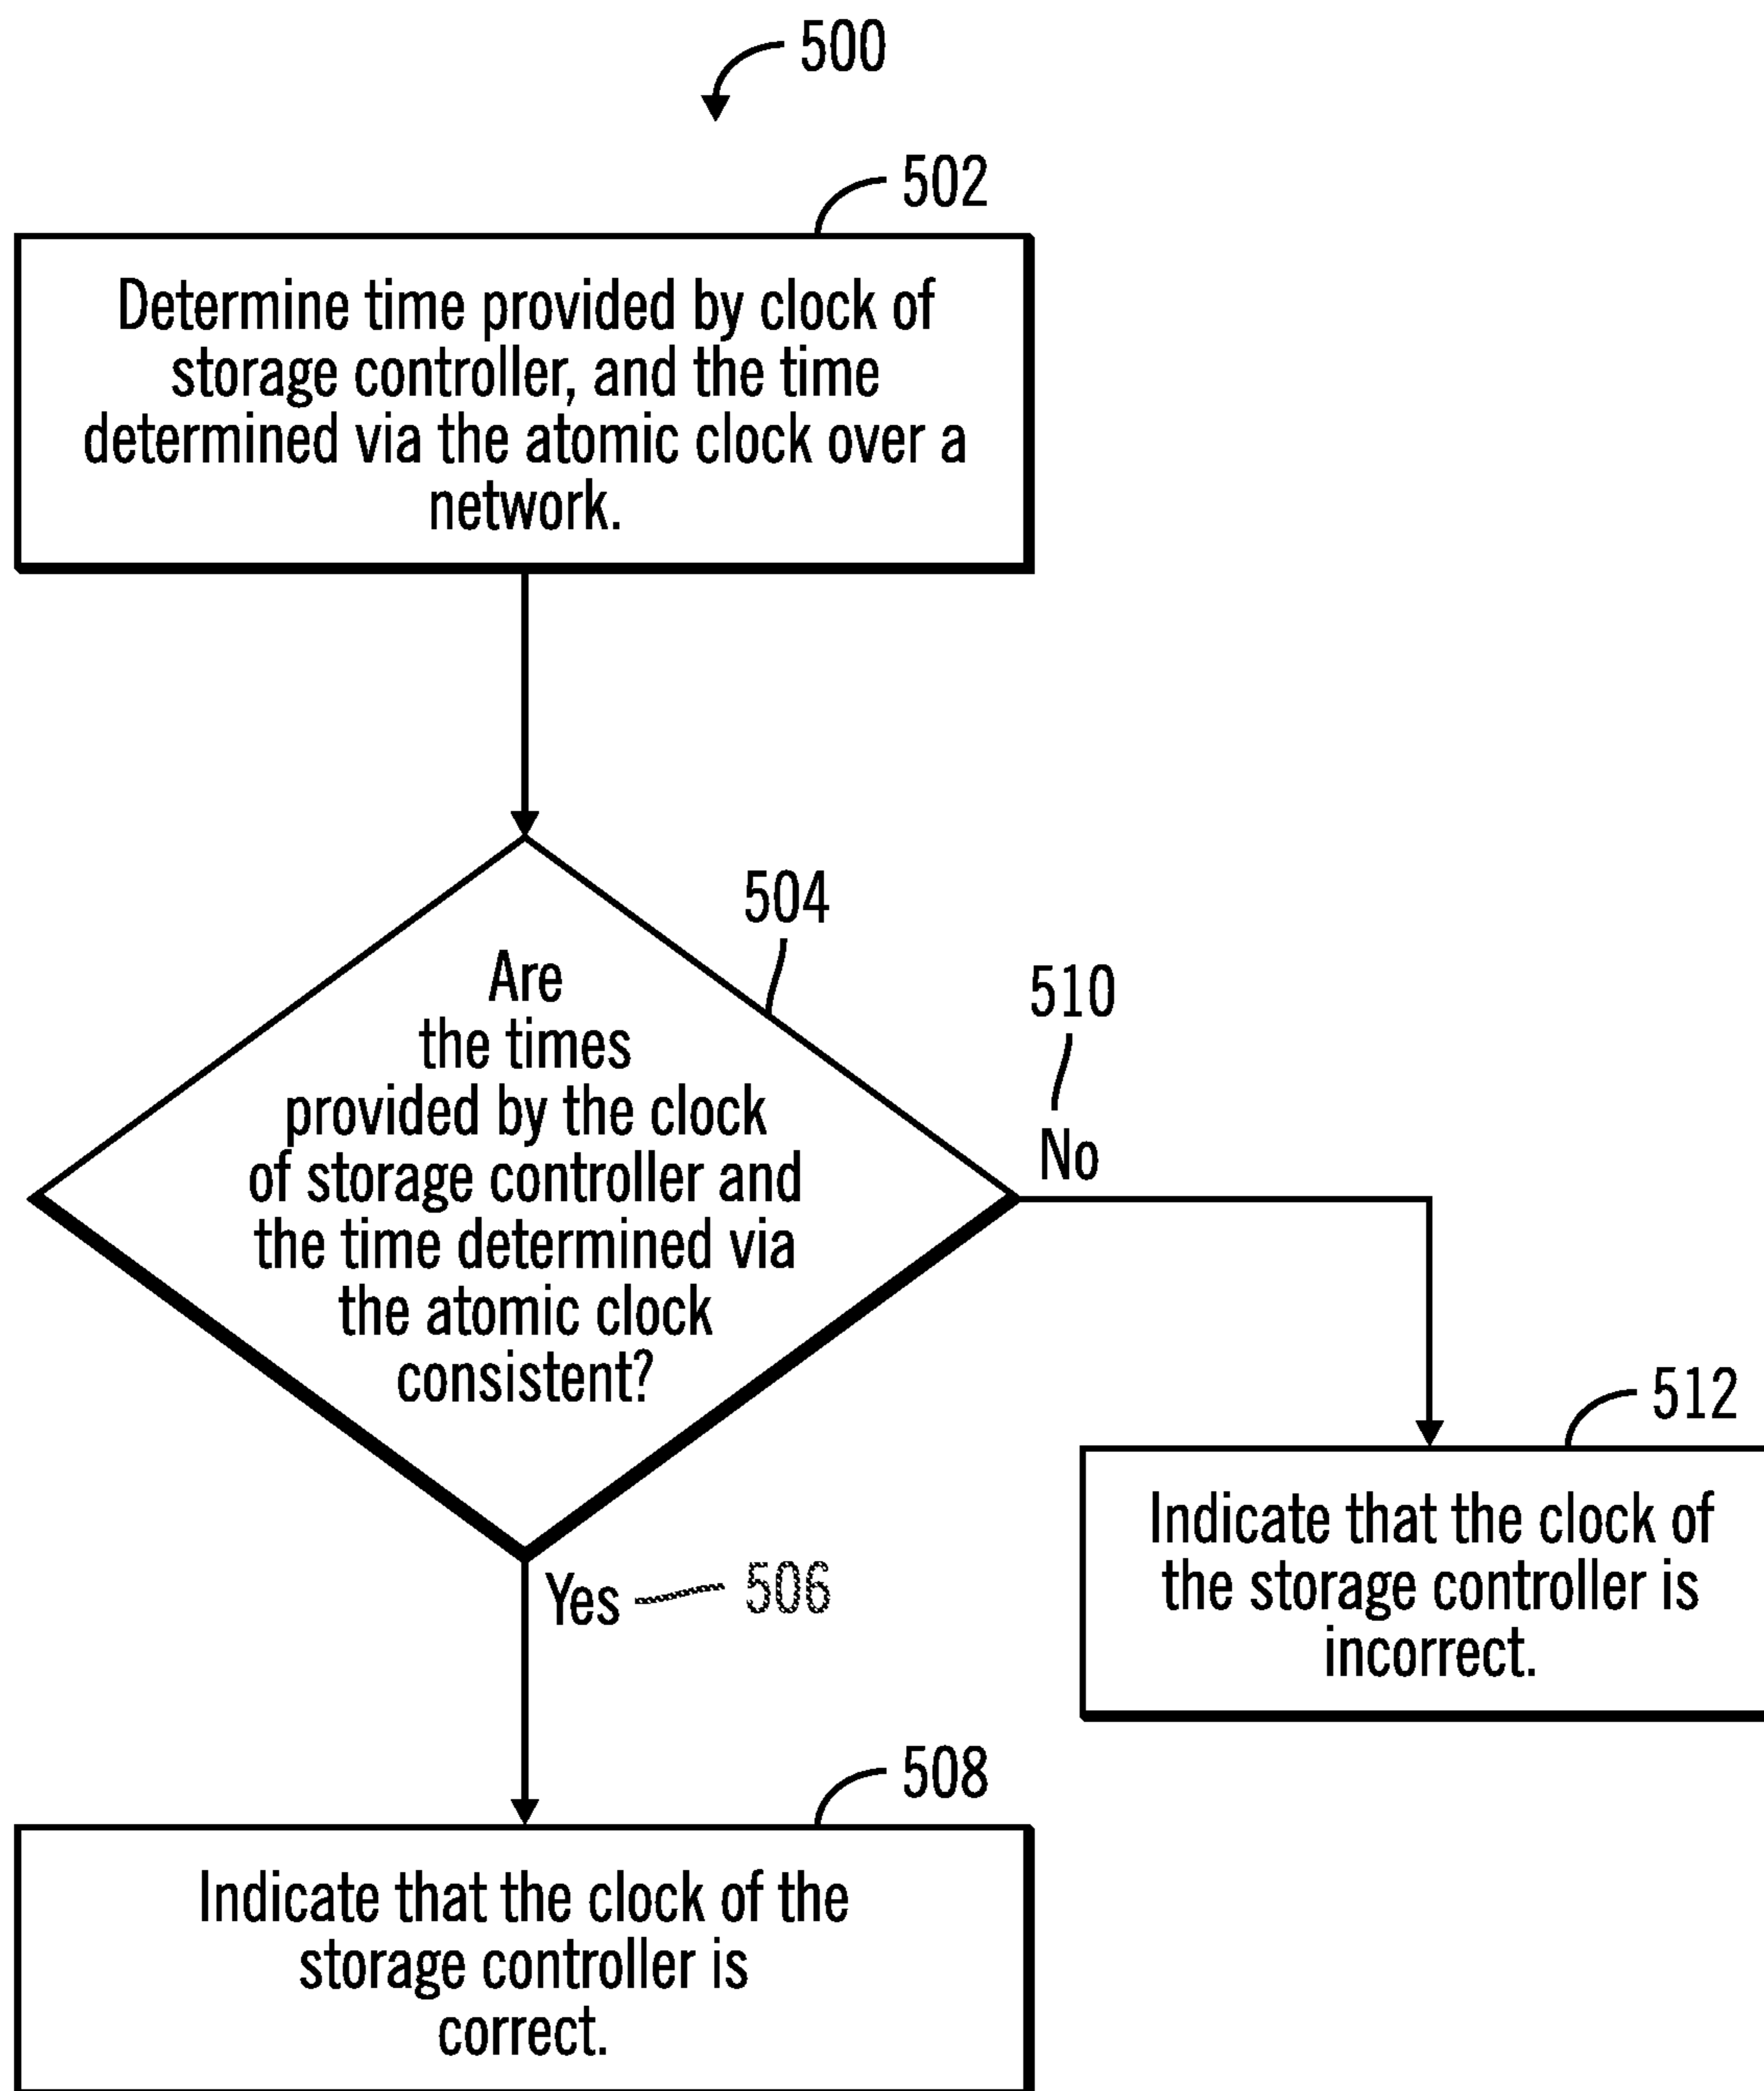 500
502
Determine time provided by clock of
storage controller, and the time
determined via the atomic clock over a
network.
504
Are
the times
provided by the clock
of storage controller and
the time determined via
the atomic clock
consistent?
510
No
512
Indicate that the clock of
the storage controller is
incorrect.
Yes 506
508
Indicate that the clock of the
storage controller is
correct.